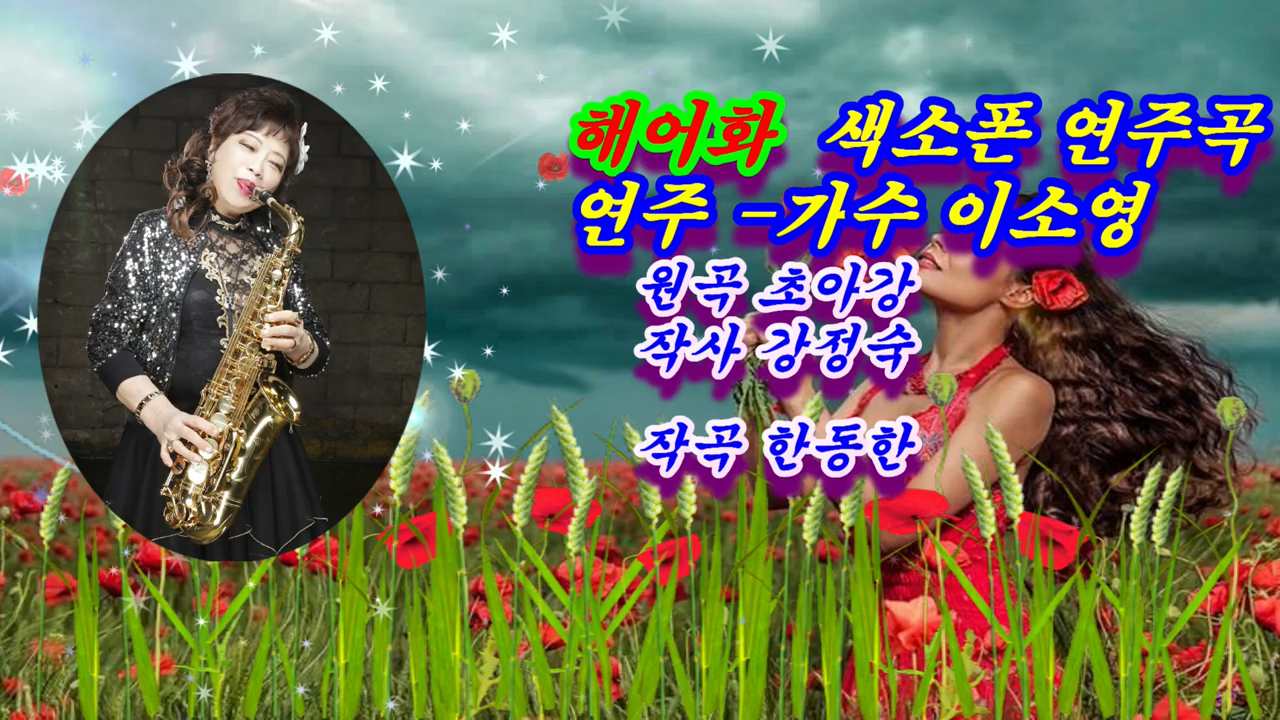 해어화 색소폰 연주곡
연주 -가수 이소영
원곡 초아강
작사 강정숙
작곡 한동한